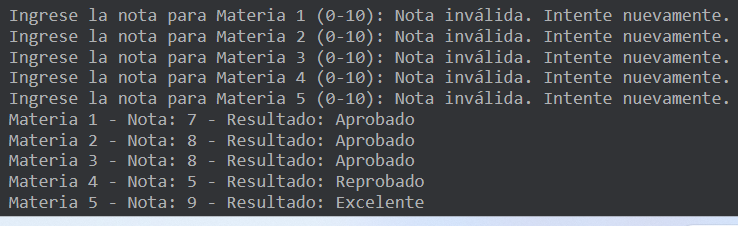 Ingrese la nota para Materia 1 (0-10): Nota inválida. Intente nuevamente.
Ingrese la nota para Materia 2 (0-10): Nota inválida. Intente nuevamente.
Ingrese la nota para Materia 3 (0-10): Nota inválida. Intente nuevamente.
Ingrese la nota para Materia 4 (0-10): Nota inválida. Intente nuevamente.
Ingrese la nota para Materia 5 (0-10): Nota inválida. Intente nuevamente.
Materia 1 - Nota: 7 - Resultado: Aprobado
Materia 2 - Nota: 8 - Resultado: Aprobado
Materia 3 - Nota: 8 - Resultado: Aprobado
Materia 4 - Nota: 5 - Resultado: Reprobado
Materia 5 - Nota: 9 - Resultado: Excelente